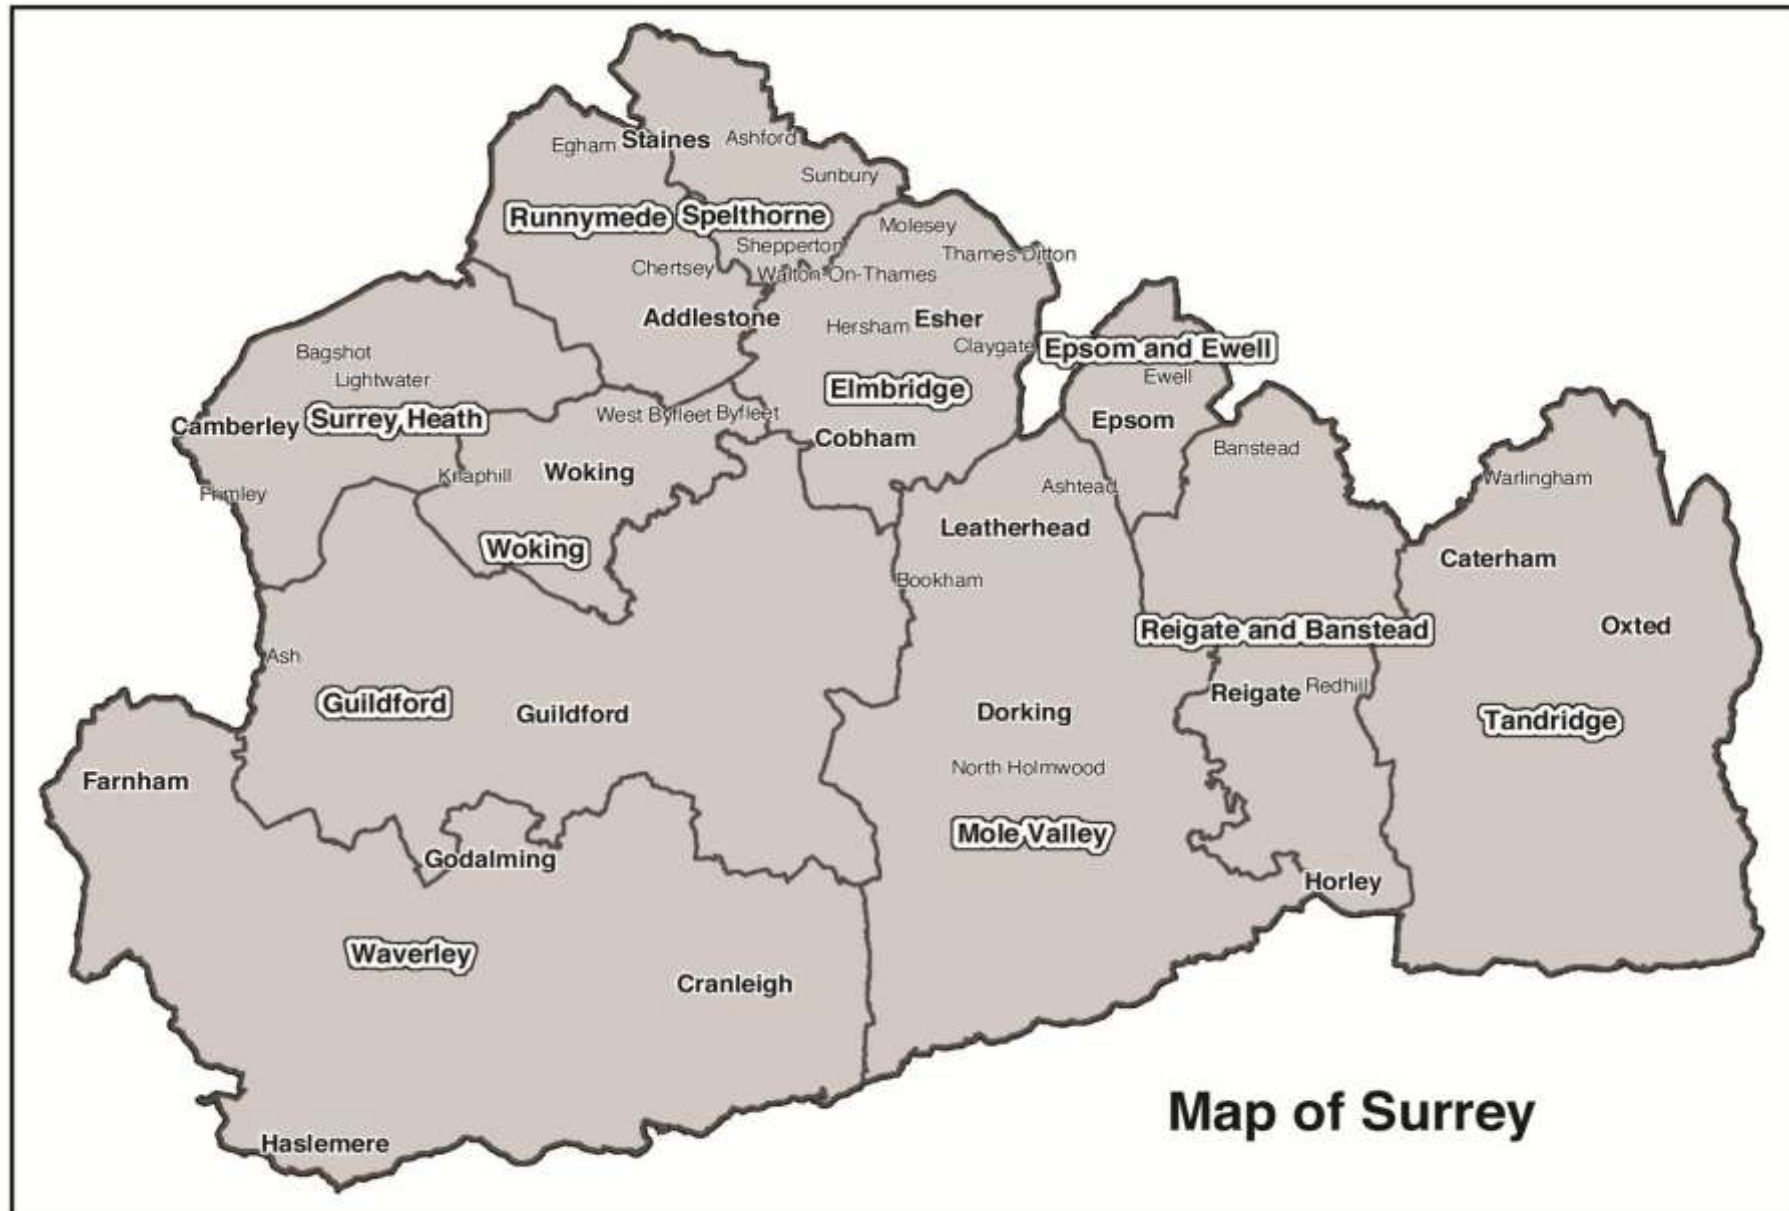 Staines
Ashford
Egham
Sunbury
Runnymede
Spelthorne
Molesey
Shepperton
Thames Ditton
Chertsey
Walton-On-Thames
Addlestone
Hersham
Esher
Claygate
Epsom and Ewell
Bagshot
Lightwater
Ewell
Elmbridge
Camberley
Surrey Heath
West Byfleet
Byfleet
Epsom
Cobham
Banstead
Knaphill
Woking
Ashtead
Warlingham
Frimley
Leatherhead
Woking
Caterham
Bookham
Reigate and Banstead
Oxted
Ash
Guildford
Guildford
Reigate
Redhill
Dorking
Tandridge
Farnham
North Holmwood
Mole Valley
Godalming
Horley
Waverley
Cranleigh
Map of Surrey
Haslemere